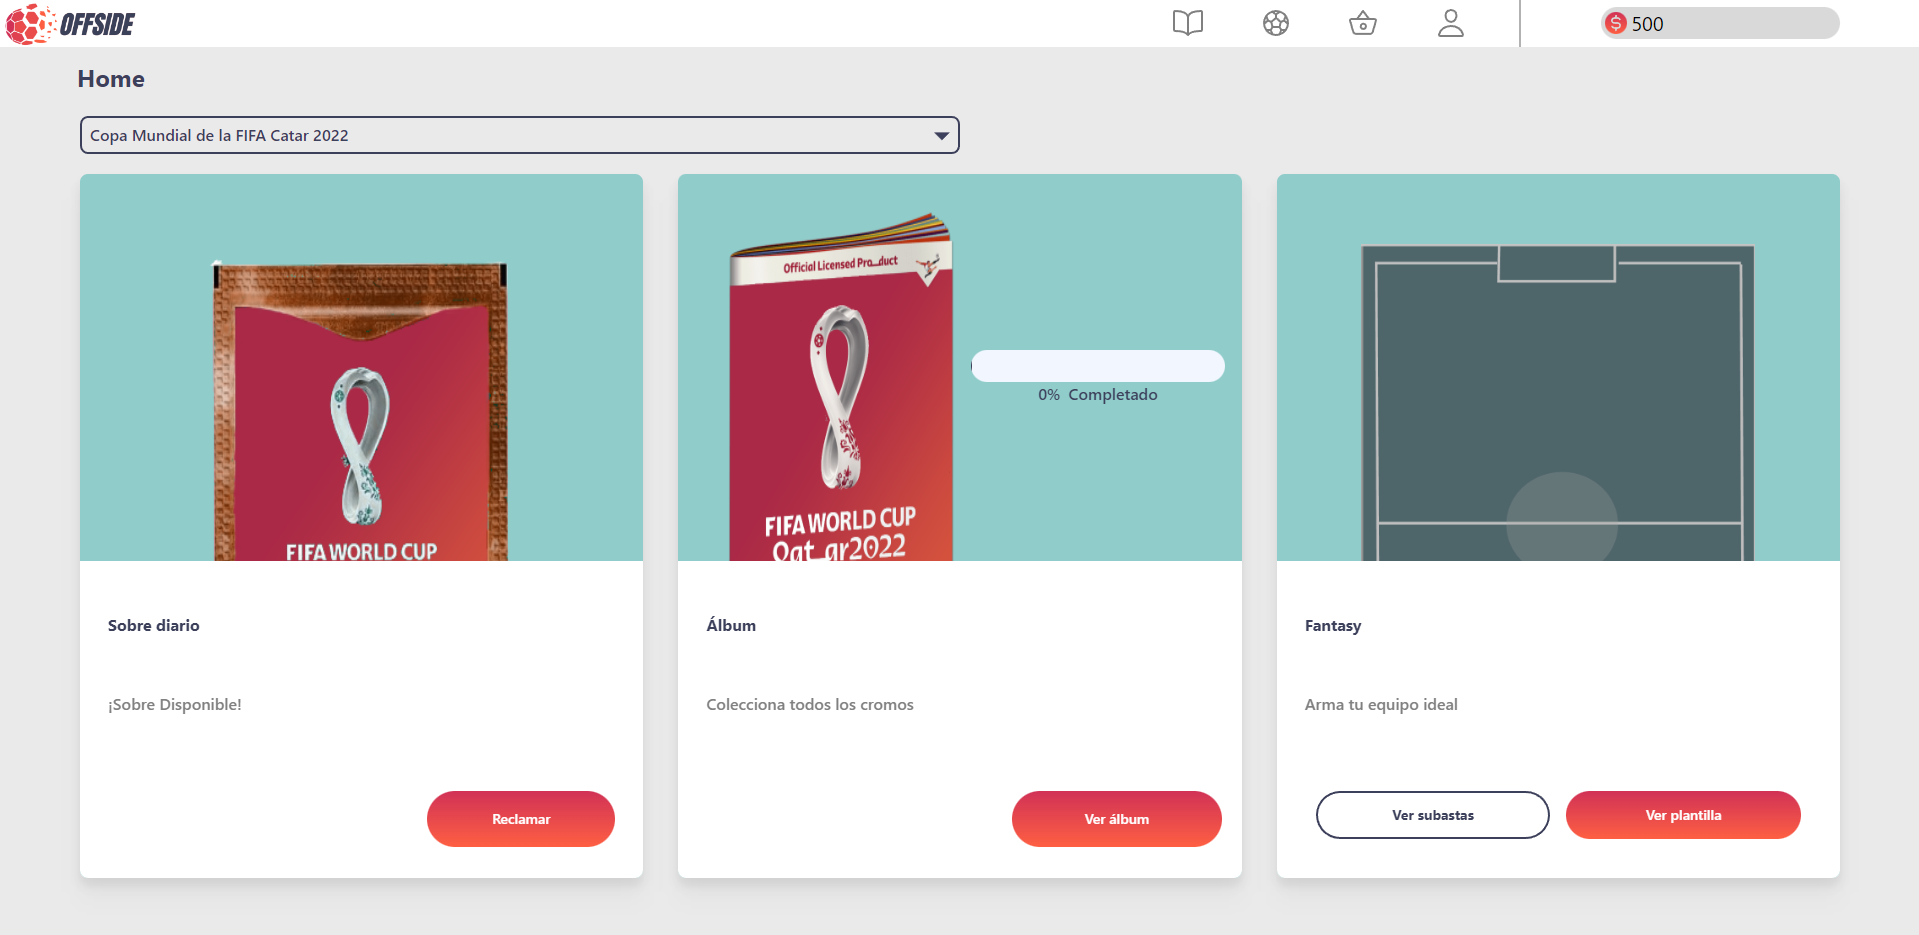 OFFSIDE
500
Home
Copa Mundial de la FIFA Catar 2022
FIFA WORLD CUP
Official Licensed Product
FIFA WORLD CUP
Qatar2022
0% Completado
Sobre diario
¡Sobre Disponible!
Reclamar
Álbum
Colecciona todos los cromos
Ver álbum
Fantasy
Arma tu equipo ideal
Ver subastas
Ver plantilla